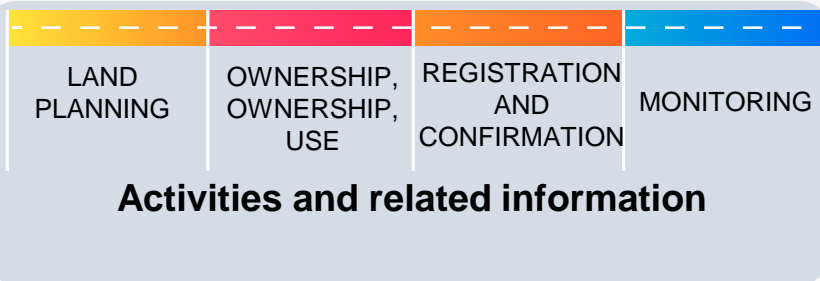 LAND
PLANNING
OWNERSHIP,
OWNERSHIP,
USE
REGISTRATION
AND
CONFIRMATION
MONITORING
Activities and related information